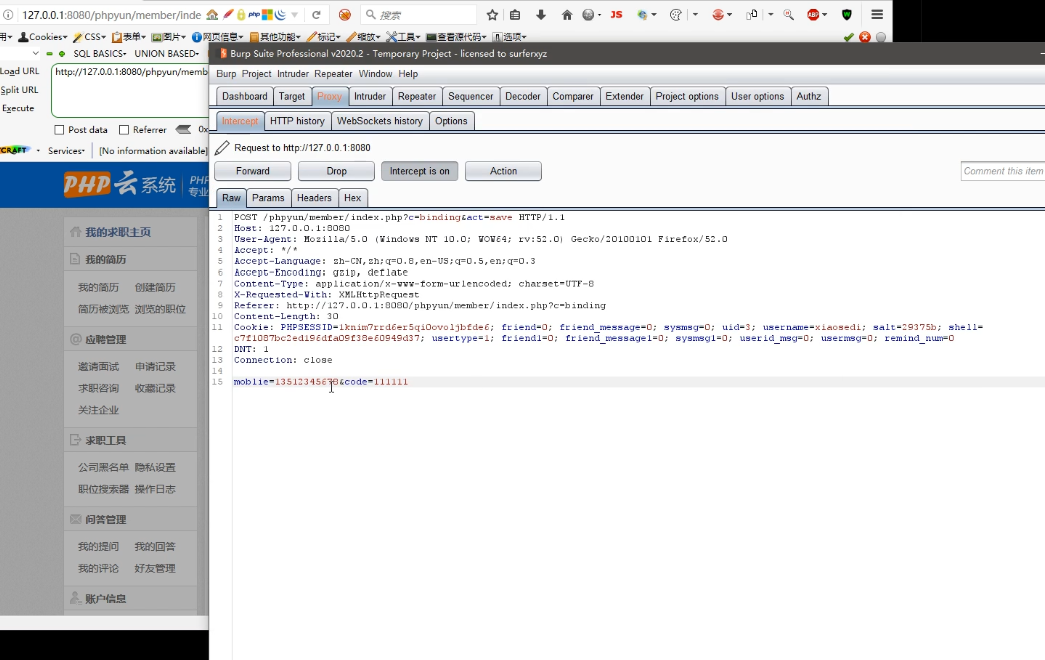 127.0.0.1:8080/phpyun/member/inde
php
搜索
JS
ABP
W
用▾ Cookies▾ CSS▾ 表单▾ 图片▾ 网页信息▾ 其他功能▾ 标记▾ 缩放▾ 工具▾ 查看源代码▾ 选项▾
SQL BASICS▾ UNION BASED▾
Burp Suite Professional v2020.2 - Temporary Project - licensed to surferxyz
Load URL
http://127.0.0.1:8080/phpyun/memb
Split URL
Execute
Post data Referrer 0x
CRAFT Services▾ [No information available]
Burp Project Intruder Repeater Window Help
Dashboard Target Proxy Intruder Repeater Sequencer Decoder Comparer Extender Project options User options Authz
Intercept HTTP history WebSockets history Options
Request to http://127.0.0.1:8080
Forward Drop Intercept is on Action Comment this item
Raw Params Headers Hex
PHP云系统 PHP
专业
我的求职主页
我的简历
我的简历 创建简历
简历被浏览 浏览的职位
应聘管理
邀请面试 申请记录
求职咨询 收藏记录
关注企业
求职工具
公司黑名单 隐私设置
职位搜索器 操作日志
问答管理
我的提问 我的回答
我的评论 好友管理
账户信息
1 POST /phpyun/member/index.php?c=binding&act=save HTTP/1.1
2 Host: 127.0.0.1:8080
3 User-Agent: Mozilla/5.0 (Windows NT 10.0; WOW64; rv:52.0) Gecko/20100101 Firefox/52.0
4 Accept: */*
5 Accept-Language: zh-CN,zh;q=0.8,en-US;q=0.5,en;q=0.3
6 Accept-Encoding: gzip, deflate
7 Content-Type: application/x-www-form-urlencoded; charset=UTF-8
8 X-Requested-With: XMLHttpRequest
9 Referer: http://127.0.0.1:8080/phpyun/member/index.php?c=binding
10 Content-Length: 30
11 Cookie: PHPSESSID=1knim7rrd6er5qi0ovoljbfde6; friend=0; friend_message=0; sysmsg=0; uid=3; username=xiaosedi; salt=29375b; shell=
c7f1087bc2ed196dfa09f38e60949d37; usertype=1; friend1=0; friend_message1=0; sysmsg1=0; userid_msg=0; usermsg=0; remind_num=0
12 DNT: 1
13 Connection: close
14
15 moblie=13512345678&code=111111